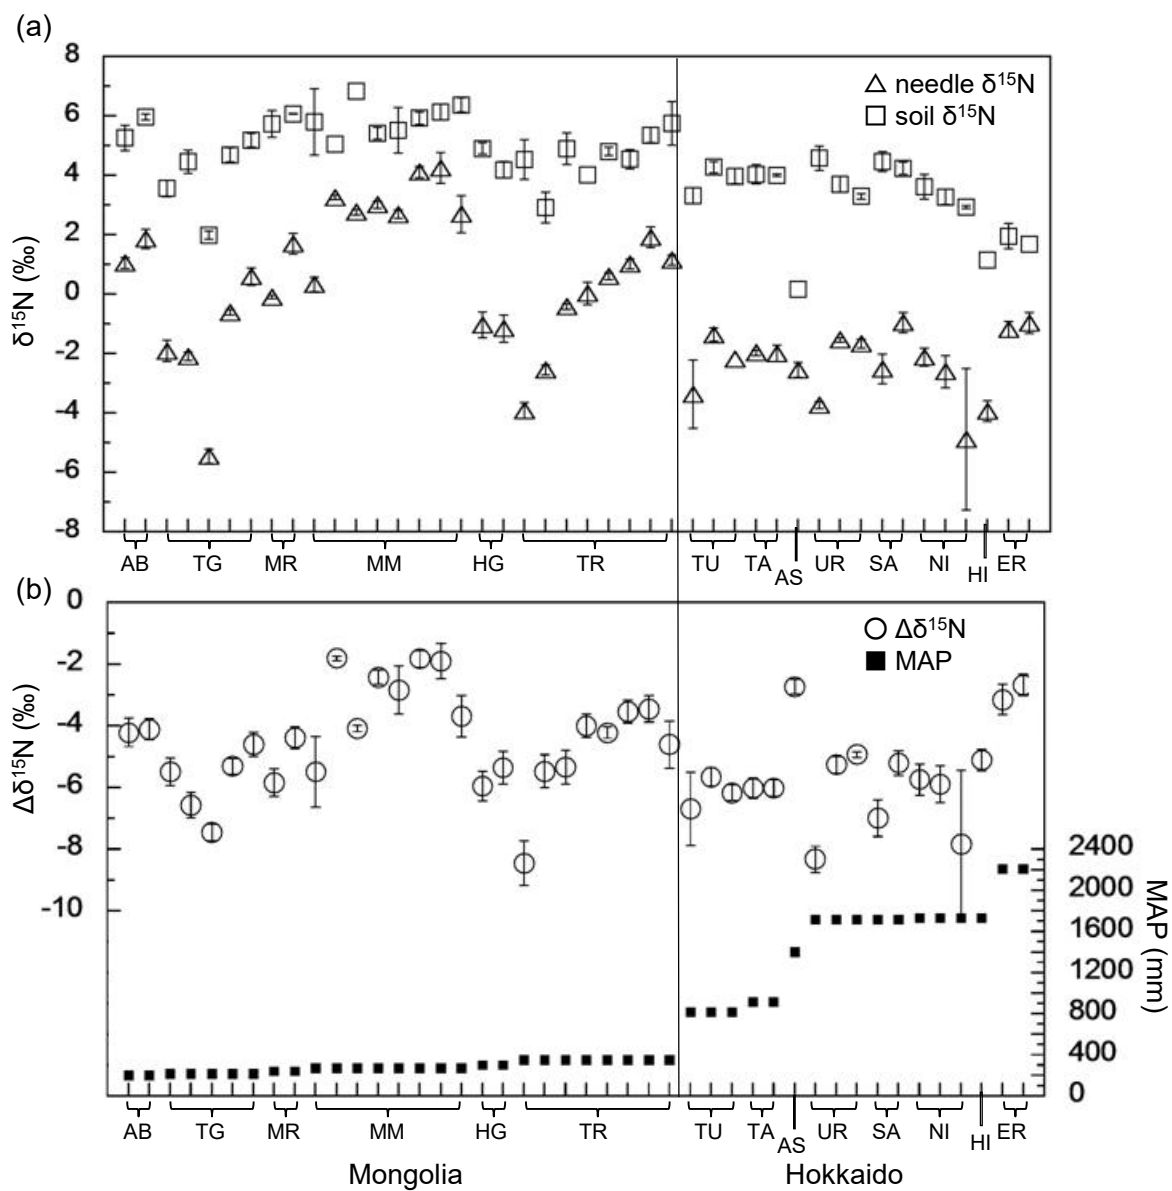 (a)
8
6
4
2
0
-2
-4
-6
-8
δ¹⁵N (‰)
needle δ¹⁵N
soil δ¹⁵N
AB TG MR MM HG TR TU TA AS UR SA NI HI ER
(b)
0
-2
-4
-6
-8
-10
Δδ¹⁵N (‰)
Δδ¹⁵N
MAP
2400
2000
1600
1200
800
400
0
MAP (mm)
AB TG MR MM HG TR TU TA AS UR SA NI HI ER
Mongolia Hokkaido